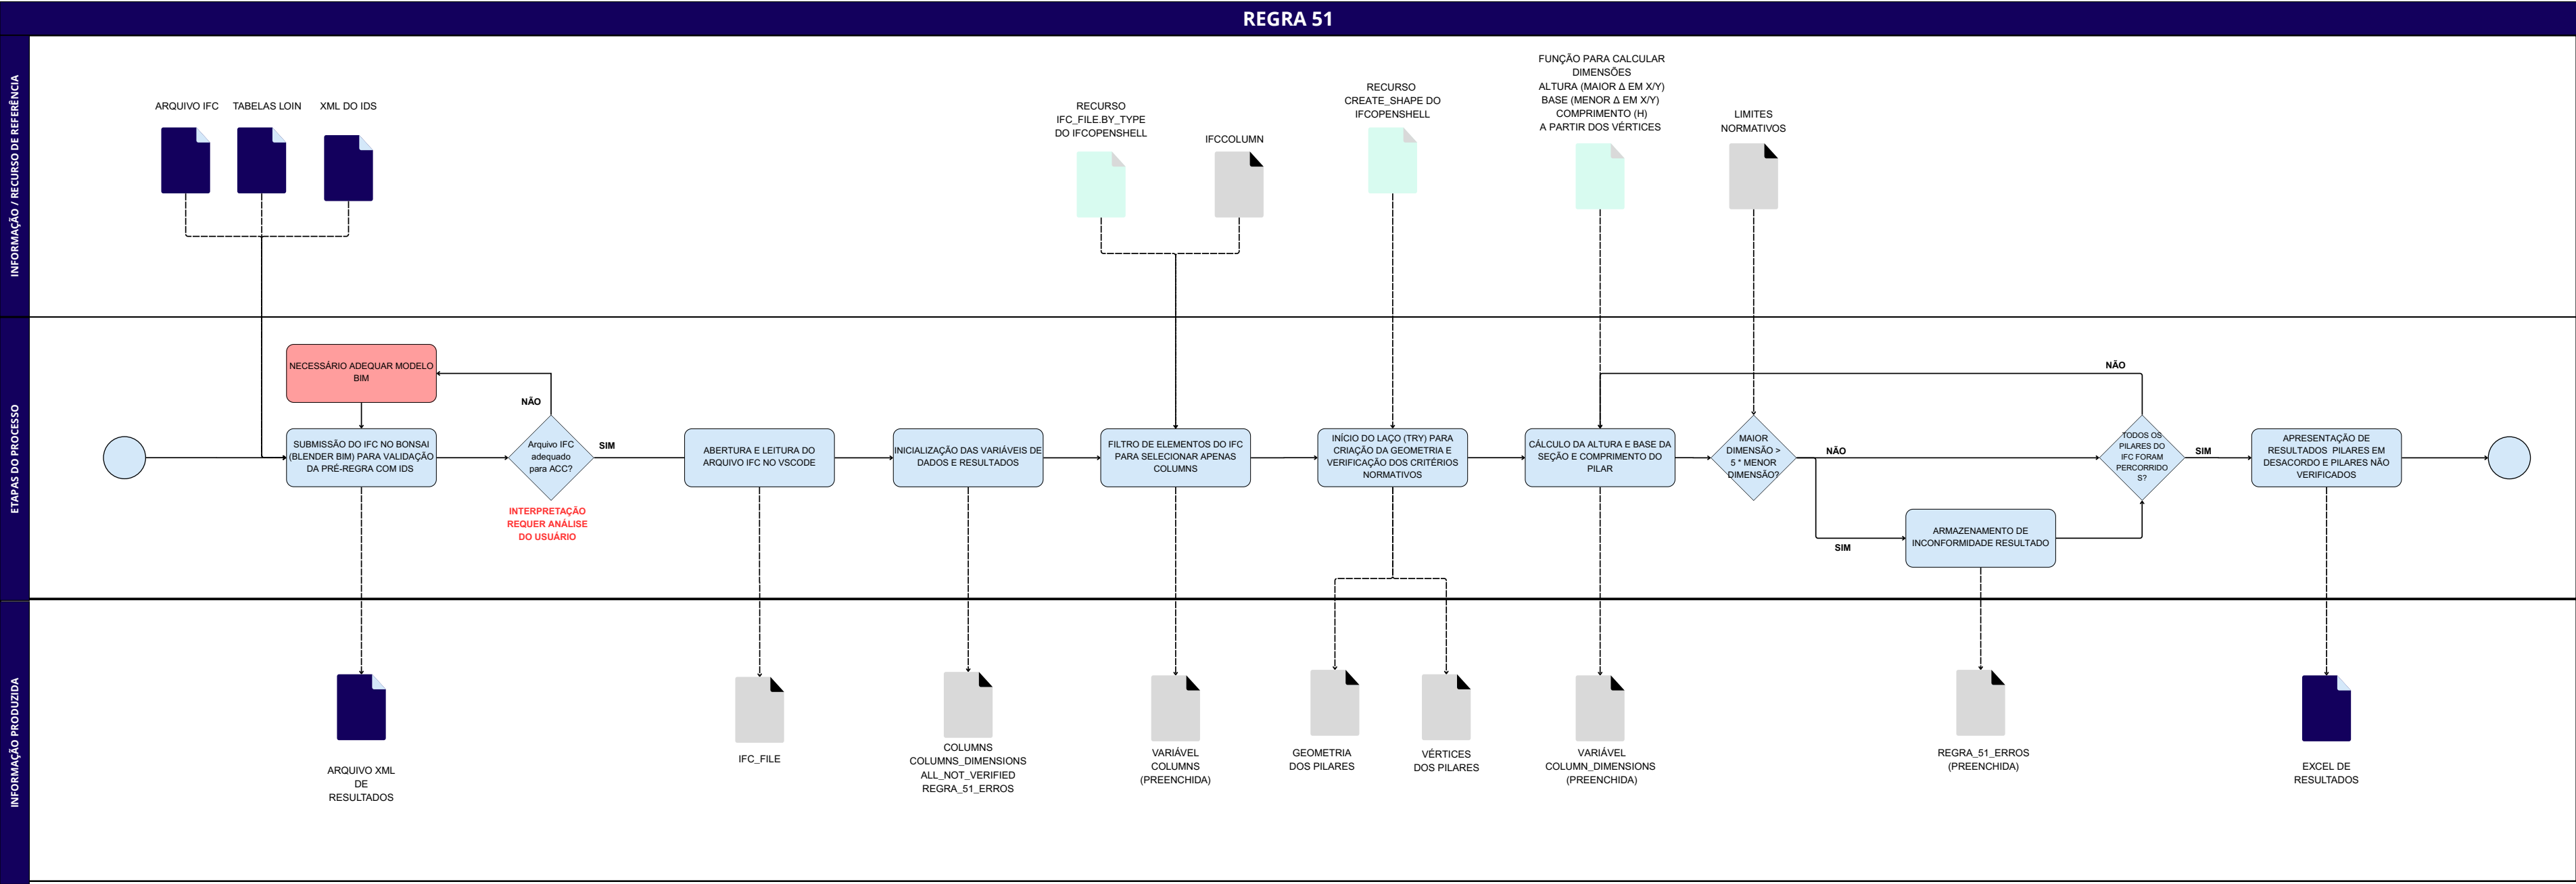 REGRA 51
INFORMAÇÃO / RECURSO DE REFERÊNCIA
ARQUIVO IFC
TABELAS LOIN
XML DO IDS
RECURSO
IFC_FILE.BY_TYPE
DO IFCOPENSHELL
IFCCOLUMN
RECURSO
CREATE_SHAPE DO
IFCOPENSHELL
FUNÇÃO PARA CALCULAR
DIMENSÕES
ALTURA (MAIOR Δ EM X/Y)
BASE (MENOR Δ EM X/Y)
COMPRIMENTO (H)
A PARTIR DOS VÉRTICES
LIMITES
NORMATIVOS
ETAPAS DO PROCESSO
NECESSÁRIO ADEQUAR MODELO
BIM
SUBMISSÃO DO IFC NO BONSAI
(BLENDER BIM) PARA VALIDAÇÃO
DA PRÉ-REGRA COM IDS
NÃO
Arquivo IFC
adequado
para ACC?
SIM
INTERPRETAÇÃO
REQUER ANÁLISE
DO USUÁRIO
ABERTURA E LEITURA DO
ARQUIVO IFC NO VSCODE
INICIALIZAÇÃO DAS VARIÁVEIS DE
DADOS E RESULTADOS
FILTRO DE ELEMENTOS DO IFC
PARA SELECIONAR APENAS
COLUMNS
INÍCIO DO LAÇO (TRY) PARA
CRIAÇÃO DA GEOMETRIA E
VERIFICAÇÃO DOS CRITÉRIOS
NORMATIVOS
CÁLCULO DA ALTURA E BASE DA
SEÇÃO E COMPRIMENTO DO
PILAR
MAIOR
DIMENSÃO >
5 * MENOR
DIMENSÃO?
NÃO
SIM
ARMAZENAMENTO DE
INCONFORMIDADE RESULTADO
NÃO
TODOS OS
PILARES DO
IFC FORAM
PERCORRIDO
S?
SIM
APRESENTAÇÃO DE
RESULTADOS PILARES EM
DESACORDO E PILARES NÃO
VERIFICADOS
INFORMAÇÃO PRODUZIDA
ARQUIVO XML
DE
RESULTADOS
IFC_FILE
COLUMNS
COLUMNS_DIMENSIONS
ALL_NOT_VERIFIED
REGRA_51_ERROS
VARIÁVEL
COLUMNS
(PREENCHIDA)
GEOMETRIA
DOS PILARES
VÉRTICES
DOS PILARES
VARIÁVEL
COLUMN_DIMENSIONS
(PREENCHIDA)
REGRA_51_ERROS
(PREENCHIDA)
EXCEL DE
RESULTADOS